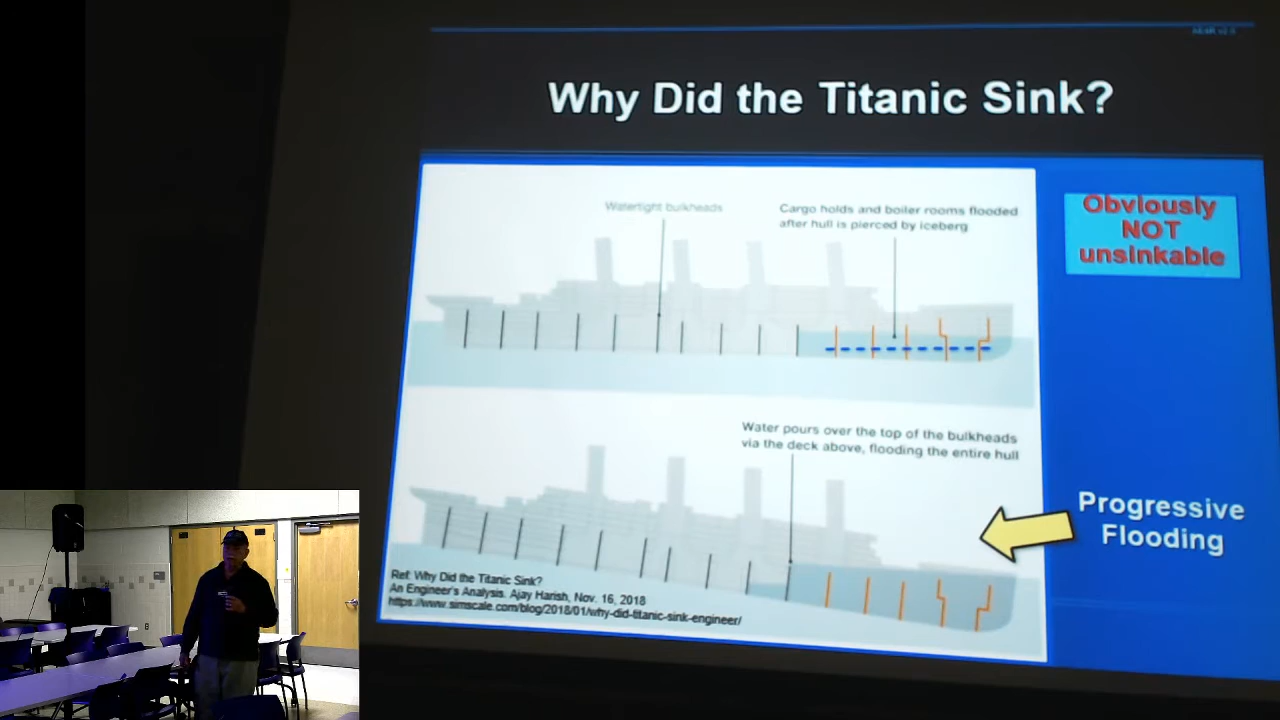 Why Did the Titanic Sink?
Obviously
NOT
unsinkable
Watertight bulkheads
Cargo holds and boiler rooms flooded
after hull is pierced by iceberg
Water pours over the top of the bulkheads
via the deck above, flooding the entire hull
Progressive
Flooding
Ref: Why Did the Titanic Sink?
An Engineer's Analysis. Ajay Harish, Nov. 16, 2018
https://www.simscale.com/blog/2018/01/why-did-titanic-sink-engineer/